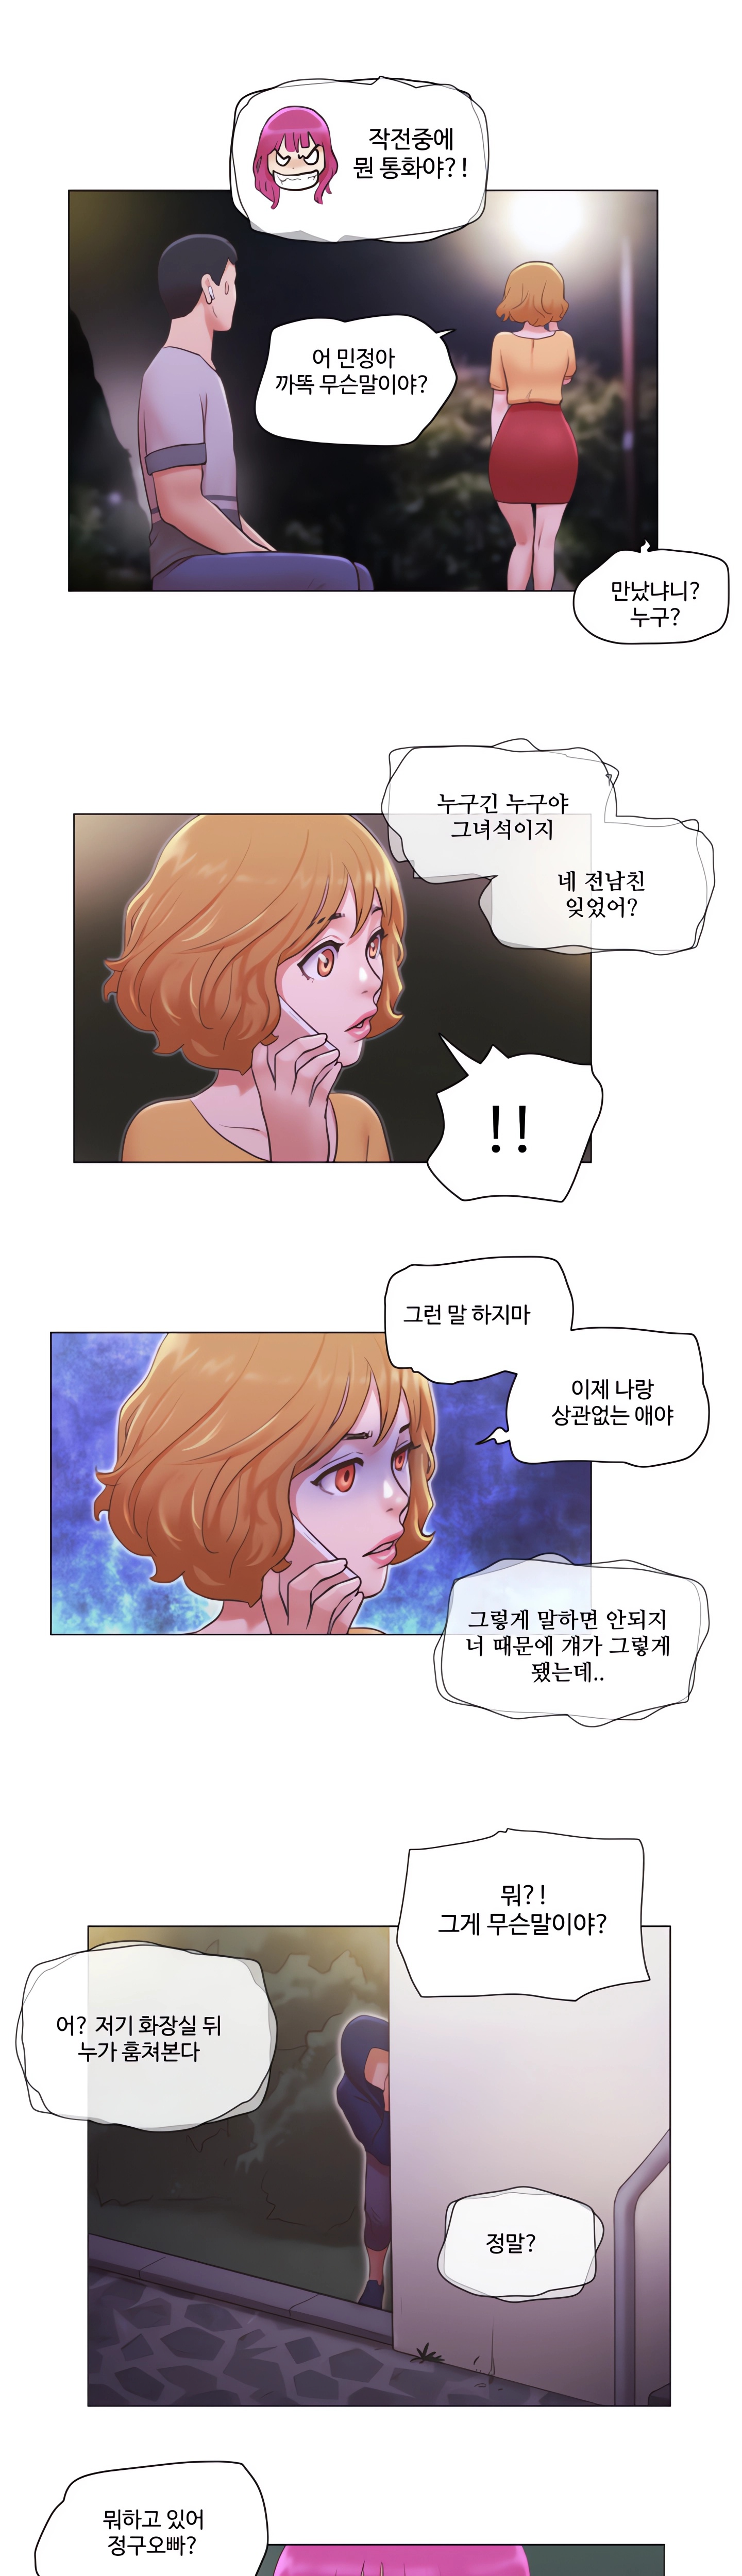 작전중에
뭔 통화야?!
어 민정아
까똑 무슨말이야?
만났냐니?
누구?
누구긴 누구야
그녀석이지
네 전남친
잊었어?
!!
그런 말 하지마
이제 나랑
상관없는 애야
그렇게 말하면 안되지
너 때문에 걔가 그렇게
됐는데..
뭐?!
그게 무슨말이야?
어? 저기 화장실 뒤
누가 훔쳐본다
정말?
뭐하고 있어
정구오빠?